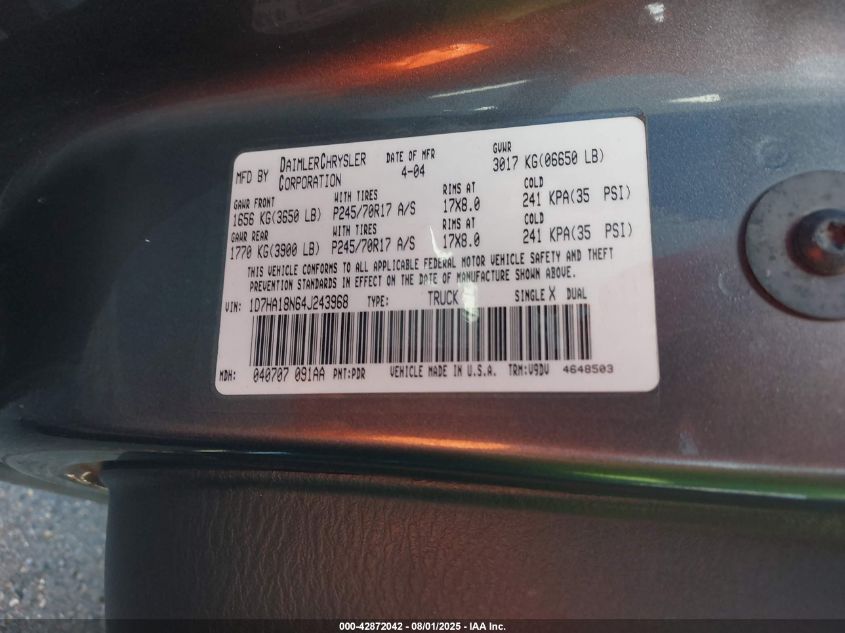 MFD BY DAIMLERCHRYSLER CORPORATION DATE OF MFR 4-04 GVWR 3017 KG(06650 LB)
GAWR FRONT WITH TIRES RIMS AT COLD
1656 KG(3650 LB) P245/70R17 A/S 17X8.0 241 KPA(35 PSI)
GAWR REAR WITH TIRES RIMS AT COLD
1770 KG(3900 LB) P245/70R17 A/S 17X8.0 241 KPA(35 PSI)
THIS VEHICLE CONFORMS TO ALL APPLICABLE FEDERAL MOTOR VEHICLE SAFETY AND THEFT
PREVENTION STANDARDS IN EFFECT ON THE DATE OF MANUFACTURE SHOWN ABOVE.
VIN: 1D7HA18N64J243968 TYPE: TRUCK SINGLE X DUAL
MDH: 040707 091AA PNT:PDR VEHICLE MADE IN U.S.A. TRM:V9DV 4648503
000-42872042 - 08/01/2025 - IAA Inc.